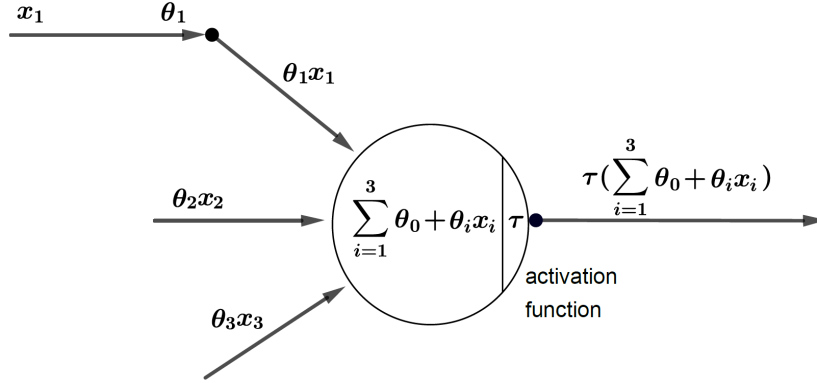 x₁ θ₁
θ₁x₁
θ₂x₂
θ₃x₃
∑_{i=1}^{3} θ₀+θᵢxᵢ τ
τ(∑_{i=1}^{3} θ₀+θᵢxᵢ)
activation
function